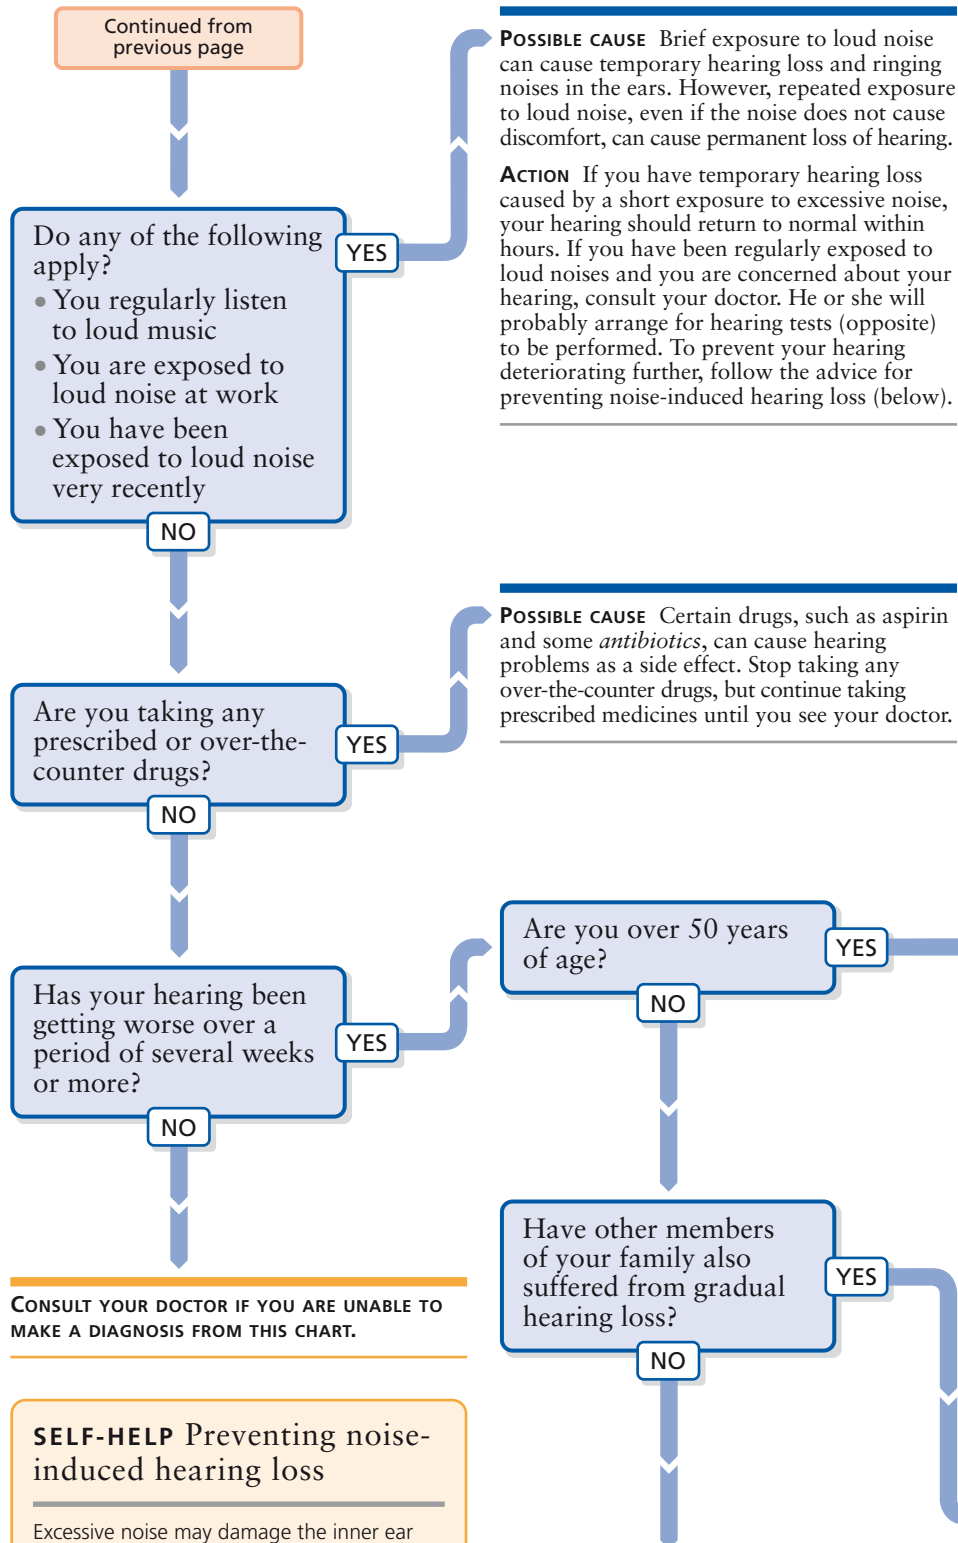 Continued from
previous page
Do any of the following
apply?
• You regularly listen
to loud music
• You are exposed to
loud noise at work
• You have been
exposed to loud noise
very recently
YES
NO
POSSIBLE CAUSE Brief exposure to loud noise
can cause temporary hearing loss and ringing
noises in the ears. However, repeated exposure
to loud noise, even if the noise does not cause
discomfort, can cause permanent loss of hearing.
ACTION If you have temporary hearing loss
caused by a short exposure to excessive noise,
your hearing should return to normal within
hours. If you have been regularly exposed to
loud noises and you are concerned about your
hearing, consult your doctor. He or she will
probably arrange for hearing tests (opposite)
to be performed. To prevent your hearing
deteriorating further, follow the advice for
preventing noise-induced hearing loss (below).
Are you taking any
prescribed or over-the-
counter drugs?
YES
NO
POSSIBLE CAUSE Certain drugs, such as aspirin
and some antibiotics, can cause hearing
problems as a side effect. Stop taking any
over-the-counter drugs, but continue taking
prescribed medicines until you see your doctor.
Has your hearing been
getting worse over a
period of several weeks
or more?
YES
NO
Are you over 50 years
of age?
YES
NO
Have other members
of your family also
suffered from gradual
hearing loss?
YES
NO
CONSULT YOUR DOCTOR IF YOU ARE UNABLE TO
MAKE A DIAGNOSIS FROM THIS CHART.
SELF-HELP Preventing noise-
induced hearing loss
Excessive noise may damage the inner ear